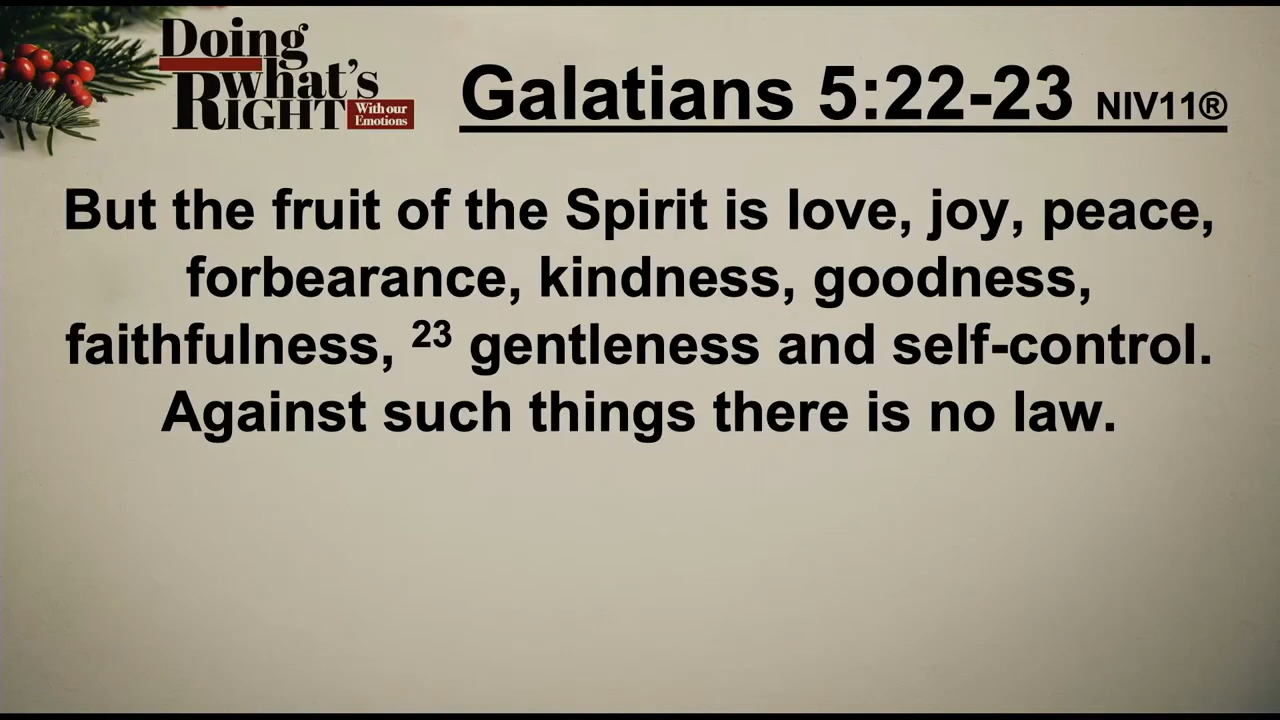 Doing
what's
RIGHT
With our
Emotions
Galatians 5:22-23 NIV11®
But the fruit of the Spirit is love, joy, peace,
forbearance, kindness, goodness,
faithfulness, 23 gentleness and self-control.
Against such things there is no law.